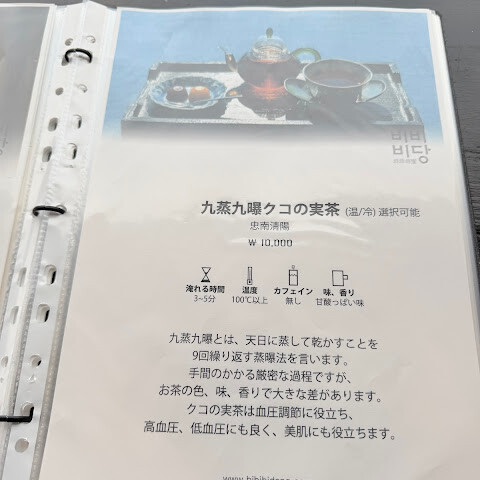 비비
비당
九蒸九曝クコの実茶 (温/冷) 選択可能
忠南清陽
₩ 10,000
淹れる時間 温度 カフェイン 味、香り
3~5分 100℃以上 無し 甘酸っぱい味
九蒸九曝とは、天日に蒸して乾かすことを
9回繰り返す蒸曝法を言います。
手間のかかる厳密な過程ですが、
お茶の色、味、香りで大きな差があります。
クコの実茶は血圧調節に役立ち、
高血圧、低血圧にも良く、美肌にも役立ちます。